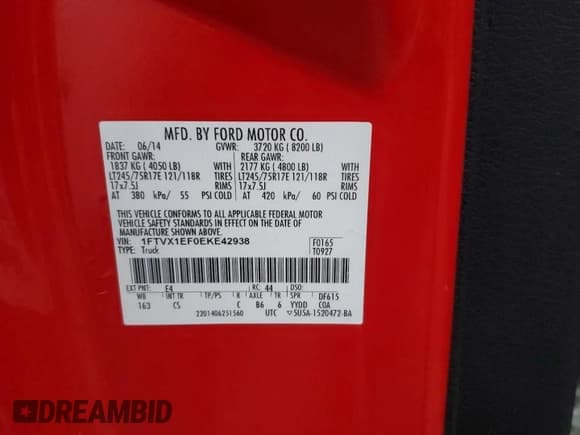 MFD. BY FORD MOTOR CO.
DATE: 06/14 GVWR: 3720 KG ( 8200 LB)
FRONT GAWR: REAR GAWR:
1837 KG ( 4050 LB) WITH 2177 KG ( 4800 LB) WITH
LT245/75R17E 121/118R TIRES LT245/75R17E 121/118R TIRES
17x7.5J RIMS 17x7.5J RIMS
AT 380 kPa/ 55 PSI COLD AT 420 kPa/ 60 PSI COLD
THIS VEHICLE CONFORMS TO ALL APPLICABLE FEDERAL MOTOR
VEHICLE SAFETY STANDARDS IN EFFECT ON THE DATE OF
MANUFACTURE SHOWN ABOVE.
VIN: 1FTVX1EF0EKE42938 F0165
TYPE: Truck T0927
EXT PNT: E4 RC: 44 DSO:
WB INT TR TP/PS R AXLE TR SPR DF615
163 CS C B6 6 YYDD COA
2201406251560 UTC ▽ 5U5A-1520472-BA
DREAMBID